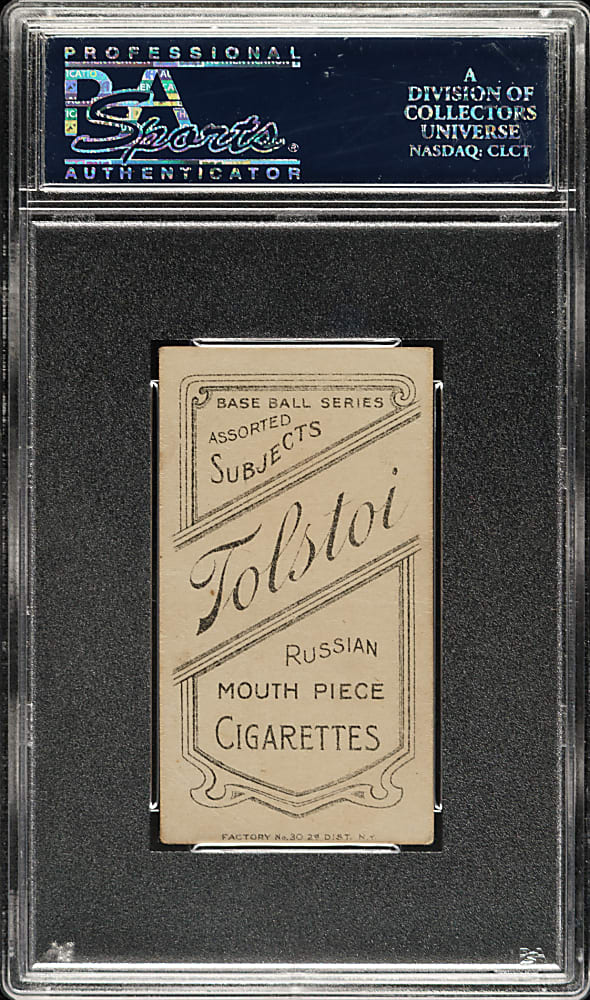 PROFESSIONAL
PSA
Sports®
AUTHENTICATOR
A
DIVISION OF
COLLECTORS
UNIVERSE
NASDAQ: CLCT
BASE BALL SERIES
ASSORTED
SUBJECTS
Tolstoi
RUSSIAN
MOUTH PIECE
CIGARETTES
FACTORY No. 30 2d DIST. N.Y.
PSA